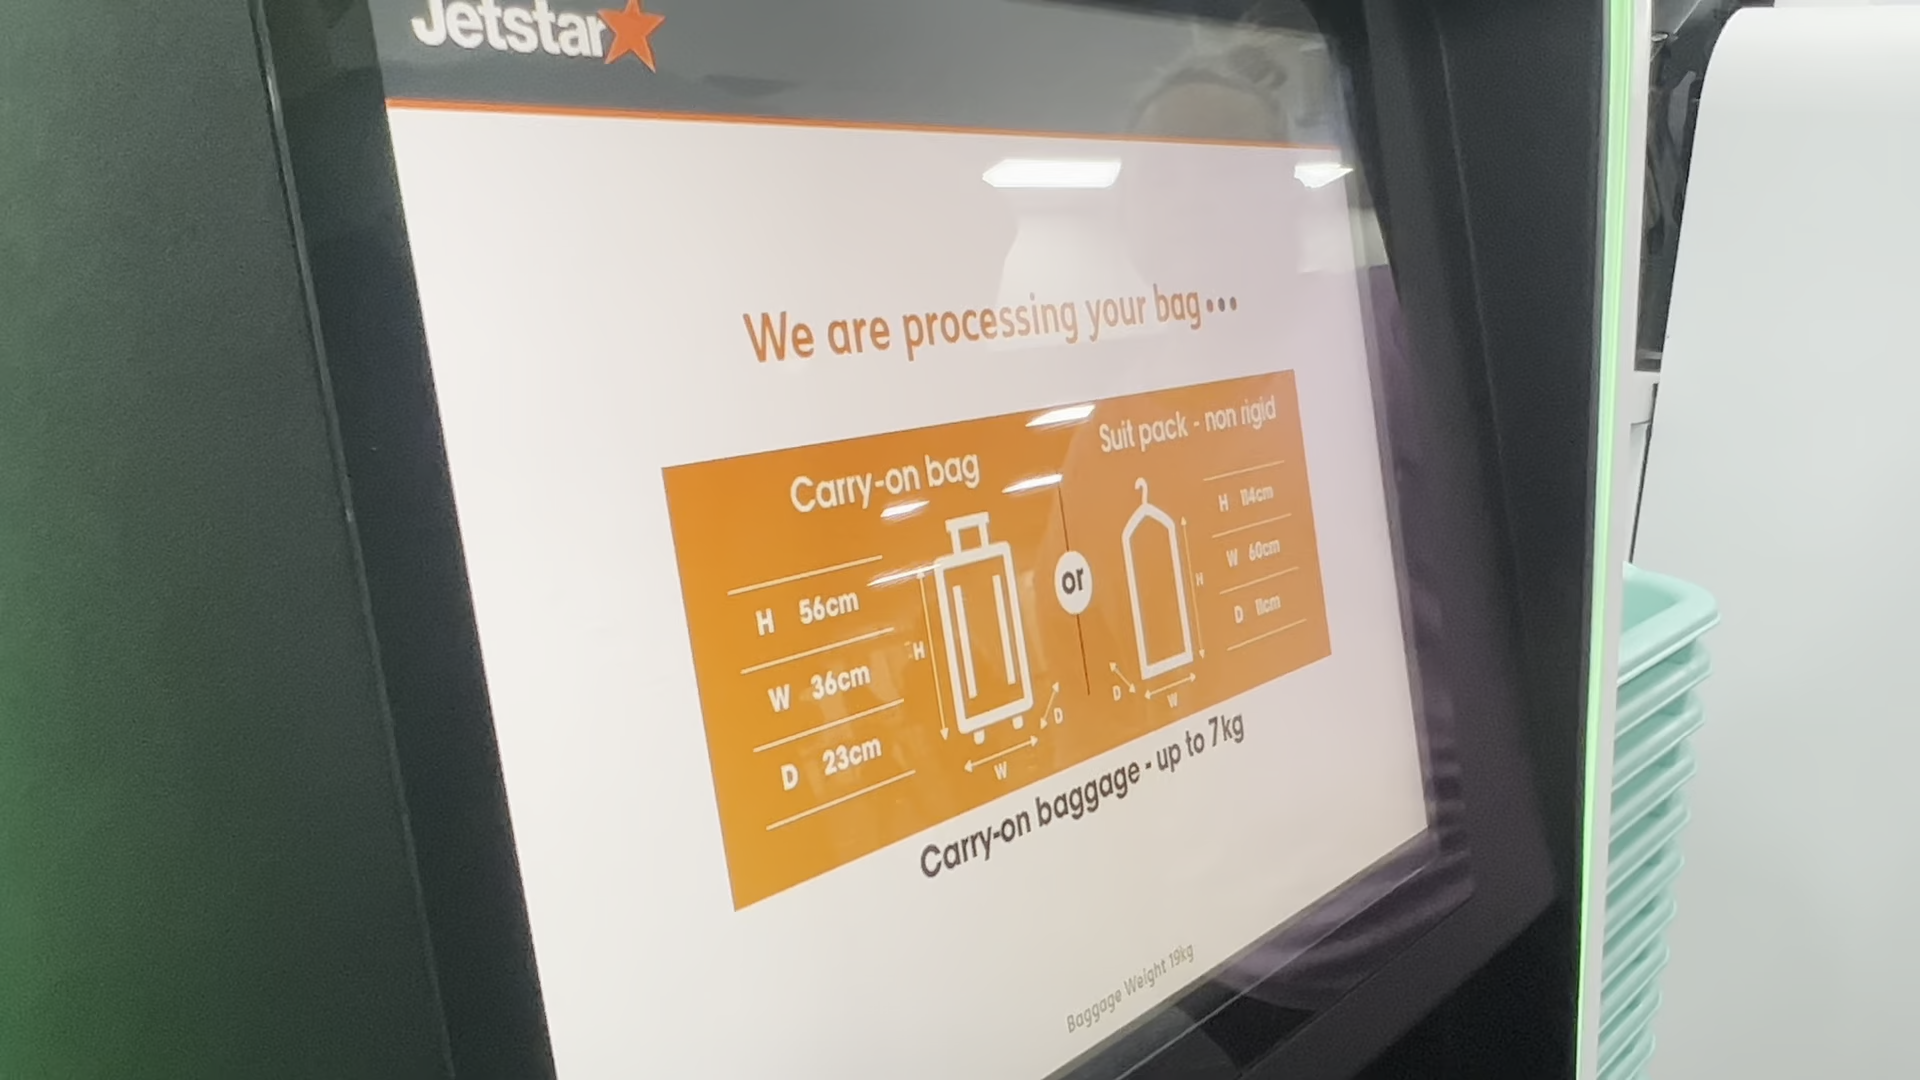 Jetstar
We are processing your bag...
Carry-on bag
H 56cm
W 36cm
D 23cm
H
W
D
or
Suit pack - non rigid
H 114cm
W 60cm
D 11cm
H
D
W
Carry-on baggage - up to 7kg
Baggage Weight 19kg